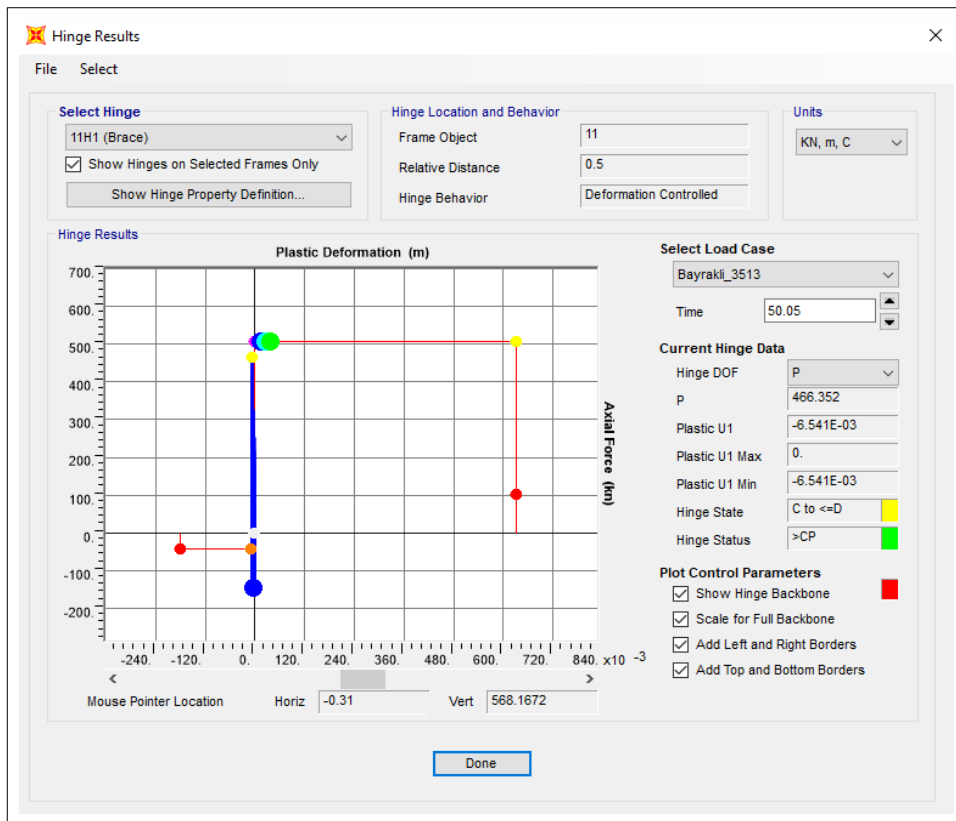 Hinge Results
File Select
Select Hinge
11H1 (Brace)
Show Hinges on Selected Frames Only
Show Hinge Property Definition...
Hinge Location and Behavior
Frame Object 11
Relative Distance 0.5
Hinge Behavior Deformation Controlled
Units
KN, m, C
Hinge Results
Plastic Deformation (m)
700.
600.
500.
400.
300.
200.
100.
0.
-100.
-200.
Axial Force (km)
-240. -120. 0. 120. 240. 360. 480. 600. 720. 840. x10 -3
< >
Mouse Pointer Location Horiz -0.31 Vert 568.1672
Select Load Case
Bayrakli_3513
Time 50.05
Current Hinge Data
Hinge DOF P
P 466.352
Plastic U1 -6.541E-03
Plastic U1 Max 0.
Plastic U1 Min -6.541E-03
Hinge State C to <=D
Hinge Status >CP
Plot Control Parameters
Show Hinge Backbone
Scale for Full Backbone
Add Left and Right Borders
Add Top and Bottom Borders
Done